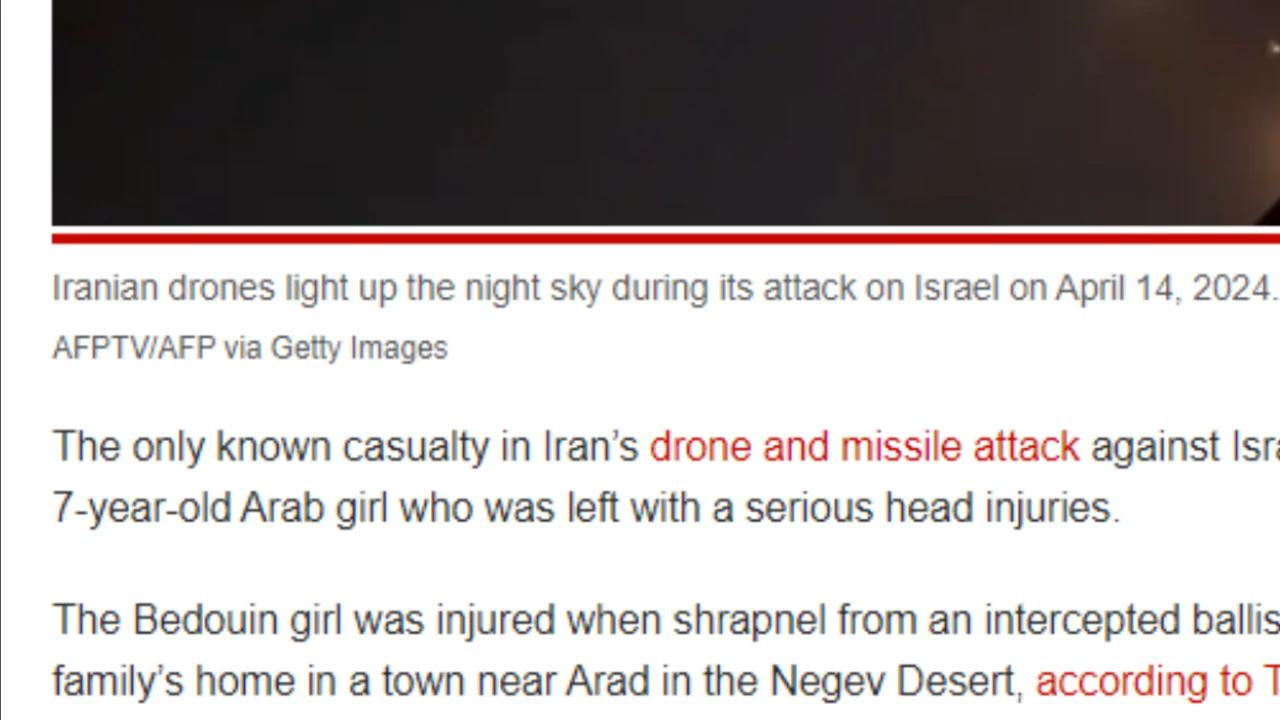 Iranian drones light up the night sky during its attack on Israel on April 14, 2024.
AFPTV/AFP via Getty Images
The only known casualty in Iran’s drone and missile attack against
7-year-old Arab girl who was left with a serious head injuries.
The Bedouin girl was injured when shrapnel from an intercepted
family’s home in a town near Arad in the Negev Desert, according to